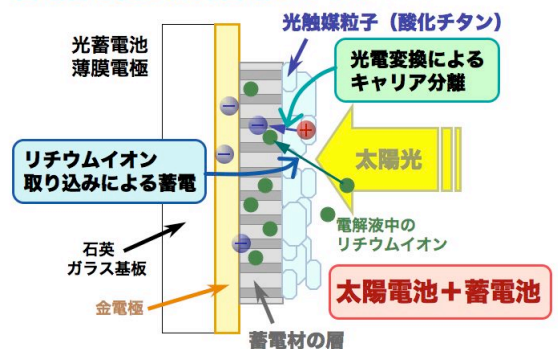 光触媒粒子（酸化チタン）
光蓄電池
薄膜電極
光電変換による
キャリア分離
太陽光
リチウムイオン
取り込みによる蓄電
電解液中の
リチウムイオン
石英
ガラス基板
太陽電池＋蓄電池
金電極
蓄電材の層